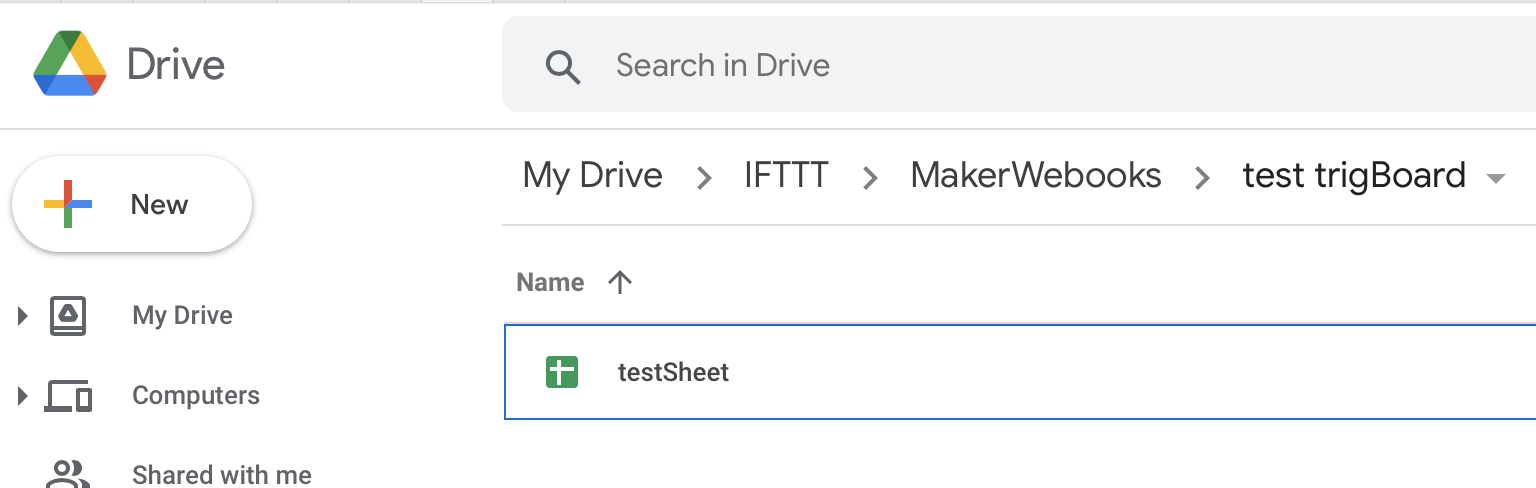 Drive
Search in Drive
My Drive > IFTTT > MakerWebooks > test trigBoard
New
Name
My Drive
testSheet
Computers
Shared with me